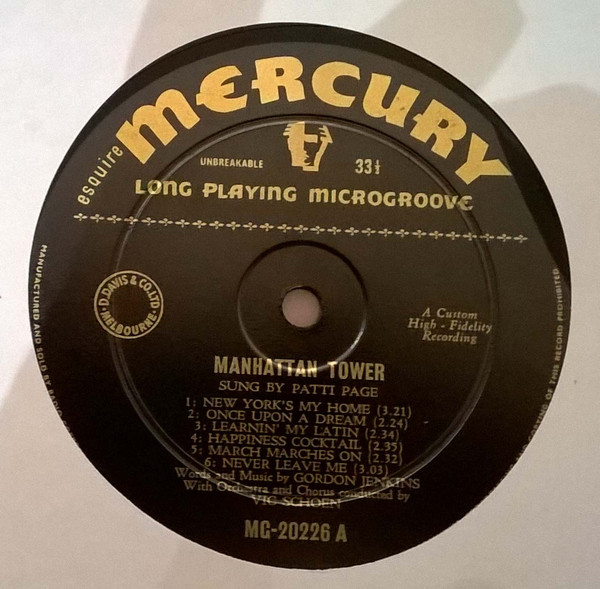 esquire MERCURY
UNBREAKABLE 33⅓
LONG PLAYING MICROGROOVE
D. DAVIS & CO. LTD
MELBOURNE
A Custom
High - Fidelity
Recording
MANHATTAN TOWER
SUNG BY PATTI PAGE
1: NEW YORK'S MY HOME (3.21)
2: ONCE UPON A DREAM (2.24)
3: LEARNIN' MY LATIN (2.34)
4: HAPPINESS COCKTAIL (2.35)
5: MARCH MARCHES ON (2.32)
6: NEVER LEAVE ME (3.03)
Words and Music by GORDON JENKINS
With Orchestra and Chorus conducted by
VIC SCHOEN
MG-20226 A
MANUFACTURED AND SOLD BY
OF THIS RECORD PROHIBITED